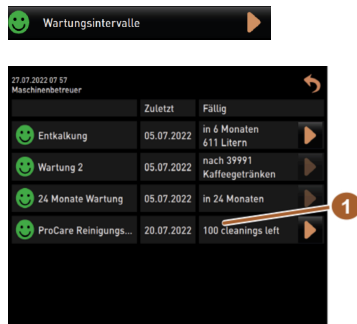 Wartungsintervalle
27.07.2022 07 57
Maschinenbetreuer
Zuletzt Fällig
Entkalkung 05.07.2022 in 6 Monaten
611 Litern
Wartung 2 05.07.2022 nach 39991
Kaffeegetränken
24 Monate Wartung 05.07.2022 in 24 Monaten
ProCare Reinigungs... 20.07.2022 100 cleanings left
1